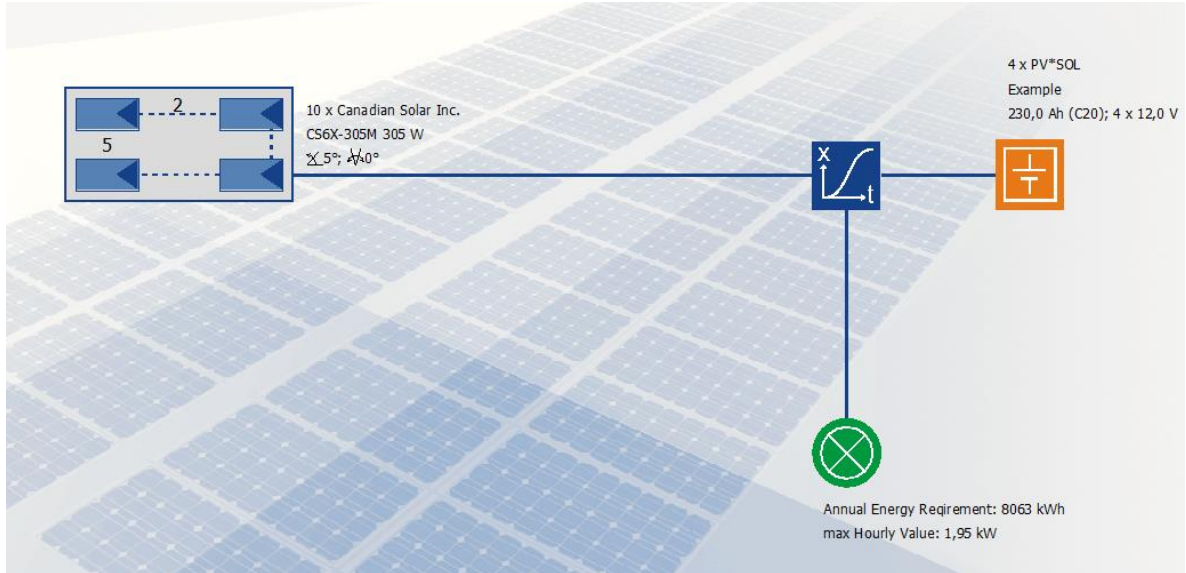 2
5
10 x Canadian Solar Inc.
CS6X-305M 305 W
5°; 0°
4 x PV*SOL
Example
230,0 Ah (C20); 4 x 12,0 V
x
t
Annual Energy Reqirement: 8063 kWh
max Hourly Value: 1,95 kW